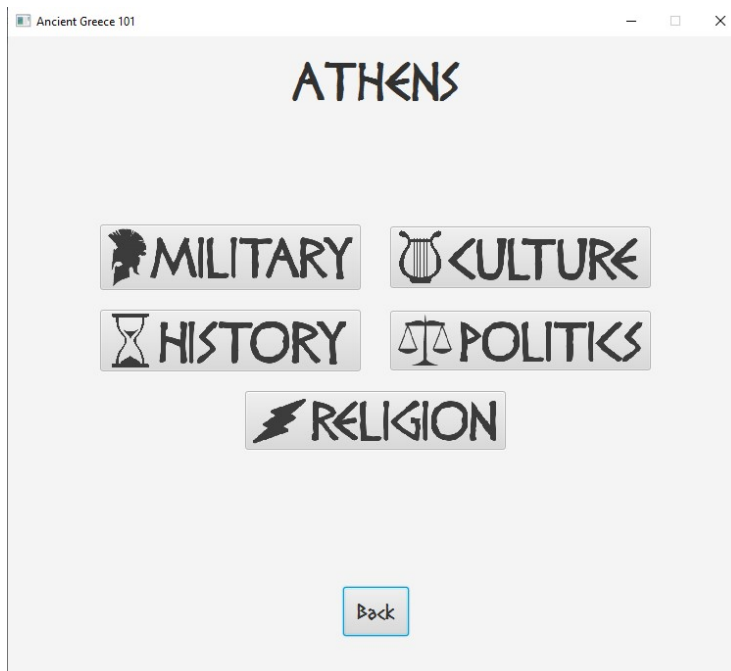 Ancient Greece 101
ATHENS
MILITARY CULTURE
HISTORY POLITICS
RELIGION
Back